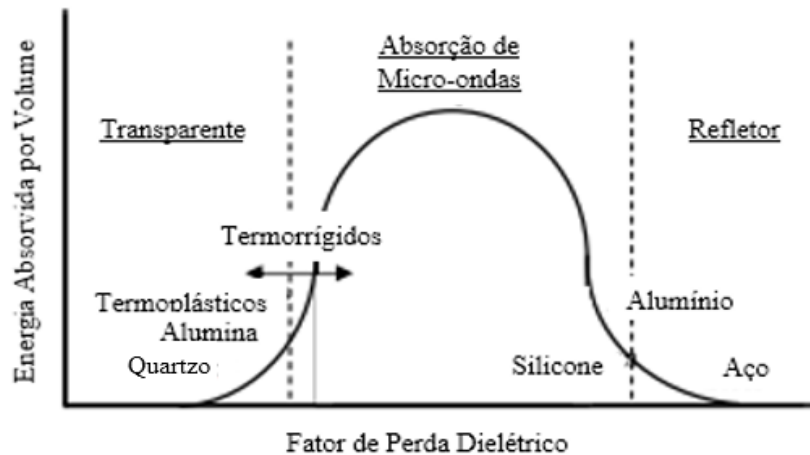 Energia Absorvida por Volume
Absorção de
Micro-ondas
Transparente
Refletor
Termorrígidos
Termoplásticos
Alumina
Quartzo
Alumínio
Silicone
Aço
Fator de Perda Dielétrico